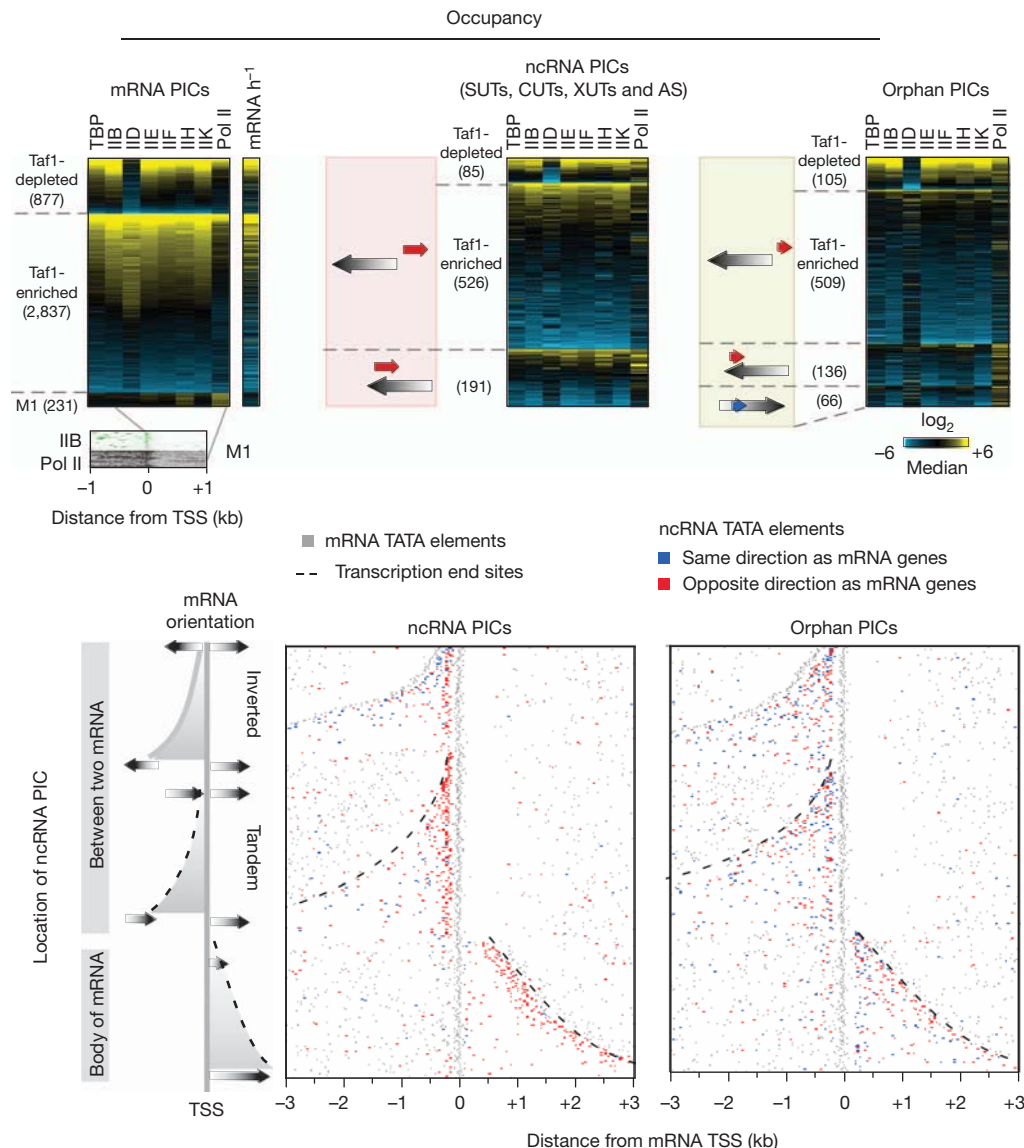 Occupancy
mRNA PICs
TBP
IIB
IID
IIE
IIF
IIH
IIK
Pol II
mRNA h⁻¹
Taf1-
depleted
(877)
Taf1-
enriched
(2,837)
M1 (231)
IIB
Pol II
M1
−1 0 +1
Distance from TSS (kb)
ncRNA PICs
(SUTs, CUTs, XUTs and AS)
TBP
IIB
IID
IIE
IIF
IIH
IIK
Pol II
Taf1-
depleted
(85)
Taf1-
enriched
(526)
(191)
Orphan PICs
TBP
IIB
IID
IIE
IIF
IIH
IIK
Pol II
Taf1-
depleted
(105)
Taf1-
enriched
(509)
(136)
(66)
log₂
−6 +6
Median
mRNA TATA elements
Transcription end sites
ncRNA TATA elements
Same direction as mRNA genes
Opposite direction as mRNA genes
mRNA
orientation
Location of ncRNA PIC
Between two mRNA
Body of mRNA
Inverted
Tandem
TSS
ncRNA PICs
−3 −2 −1 0 +1 +2 +3
Orphan PICs
−3 −2 −1 0 +1 +2 +3
Distance from mRNA TSS (kb)